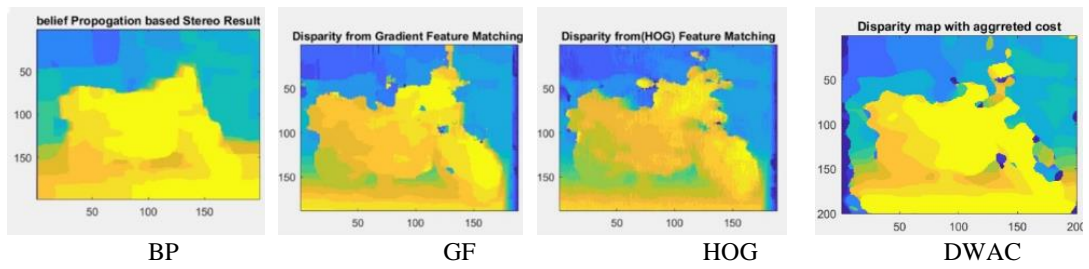 belief Propogation based Stereo Result
50
100
150
50 100 150
BP
Disparity from Gradient Feature Matching
50
100
150
50 100 150
GF
Disparity from(HOG) Feature Matching
50
100
150
50 100 150
HOG
Disparity map with aggrreted cost
50
100
150
200
50 100 150 200
DWAC